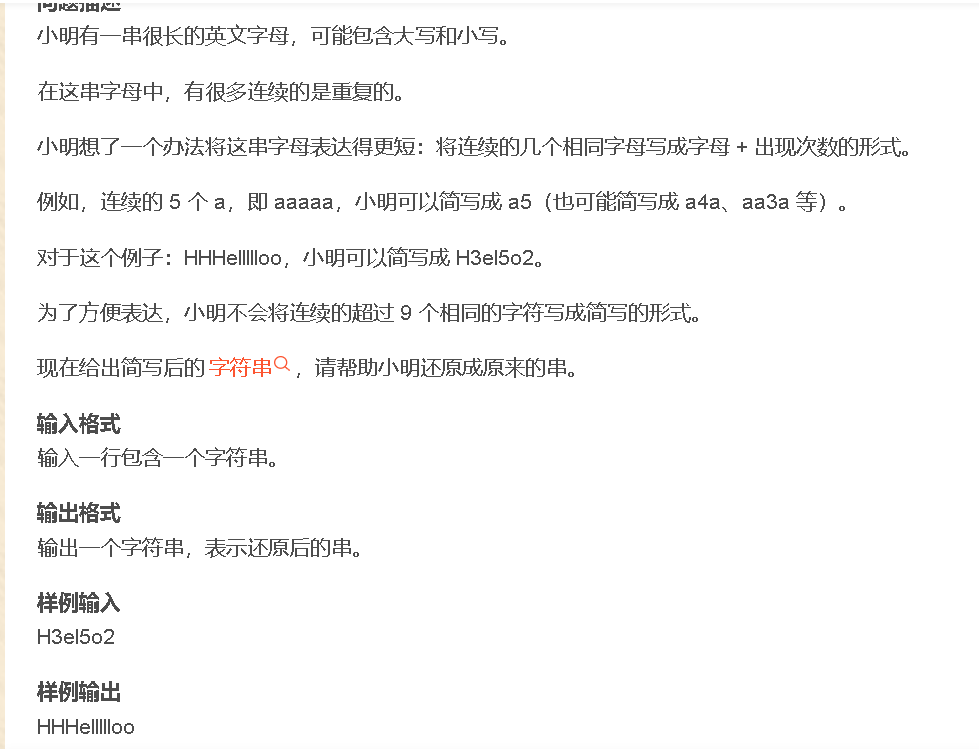 问题描述
小明有一串很长的英文字母，可能包含大写和小写。
在这串字母中，有很多连续的是重复的。
小明想了一个办法将这串字母表达得更短：将连续的几个相同字母写成字母 + 出现次数的形式。
例如，连续的 5 个 a，即 aaaaa，小明可以简写成 a5（也可能简写成 a4a、aa3a 等）。
对于这个例子：HHHellllloo，小明可以简写成 H3el5o2。
为了方便表达，小明不会将连续的超过 9 个相同的字符写成简写的形式。
现在给出简写后的 字符串，请帮助小明还原成原来的串。
输入格式
输入一行包含一个字符串。
输出格式
输出一个字符串，表示还原后的串。
样例输入
H3el5o2
样例输出
HHHellllloo